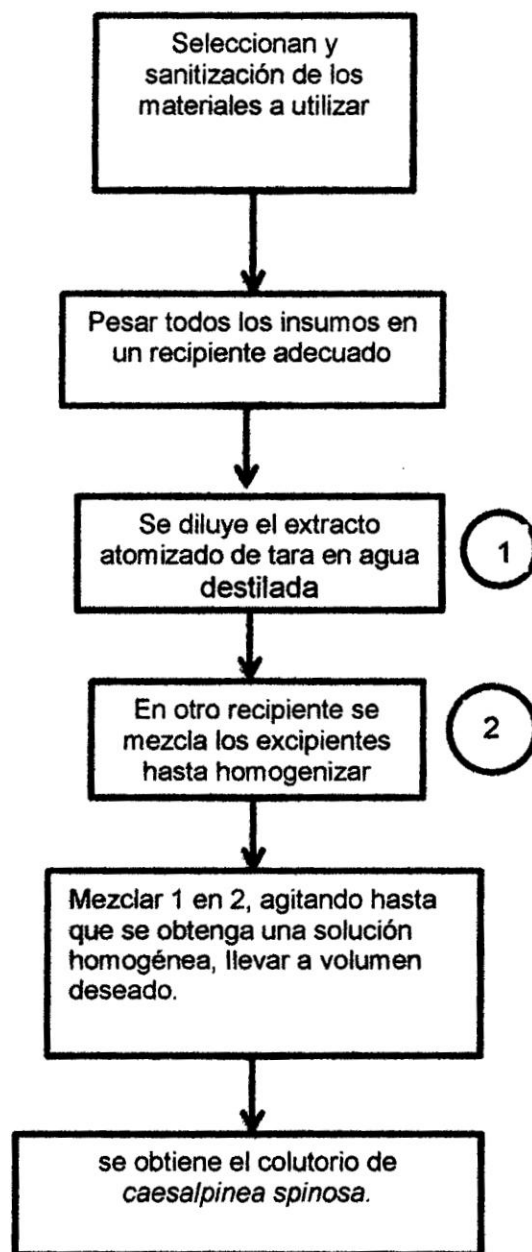 Seleccionan y
sanitización de los
materiales a utilizar
Pesar todos los insumos en
un recipiente adecuado
Se diluye el extracto
atomizado de tara en agua
destilada
1
En otro recipiente se
mezcla los excipientes
hasta homogenizar
2
Mezclar 1 en 2, agitando hasta
que se obtenga una solución
homogénea, llevar a volumen
deseado.
se obtiene el colutorio de
caesalpinea spinosa.